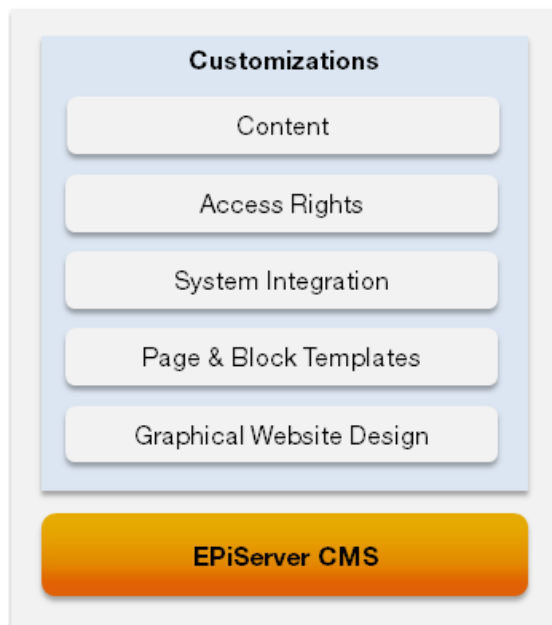 Customizations
Content
Access Rights
System Integration
Page & Block Templates
Graphical Website Design
EPiServer CMS